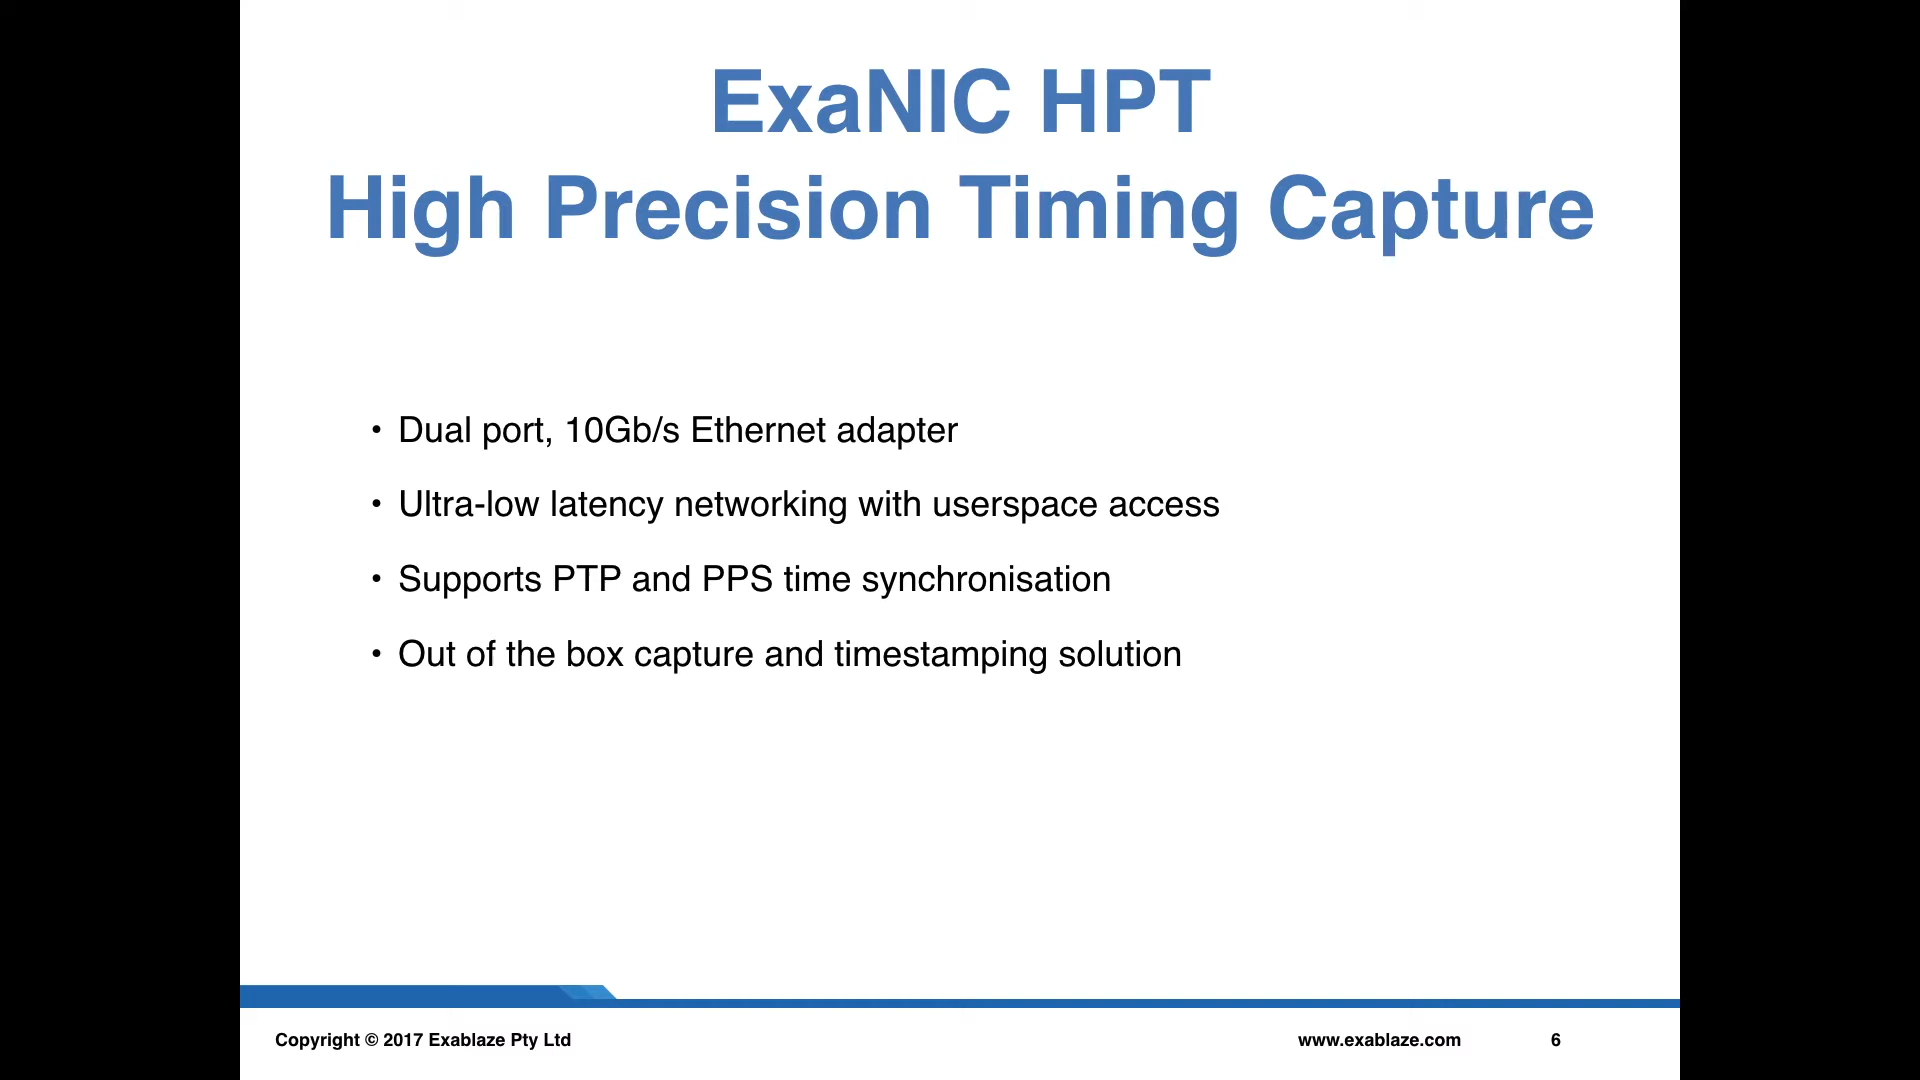 ExaNIC HPT
High Precision Timing Capture
• Dual port, 10Gb/s Ethernet adapter
• Ultra-low latency networking with userspace access
• Supports PTP and PPS time synchronisation
• Out of the box capture and timestamping solution
Copyright © 2017 Exablaze Pty Ltd
www.exablaze.com
6